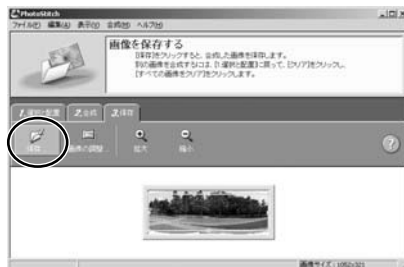 PhotoStitch
ファイル(F) 編集(E) 表示(V) 合成(M) ヘルプ(H)
画像を保存する
[保存]をクリックすると、合成した画像を保存します。
別の画像を合成するには、[1.選択と配置]に戻って、[クリア]をクリックし、
[すべての画像をクリア]をクリックします。
1.選択と配置 2.合成 3.保存
保存... 画像の調整... 拡大 縮小
画像サイズ: 1052x321